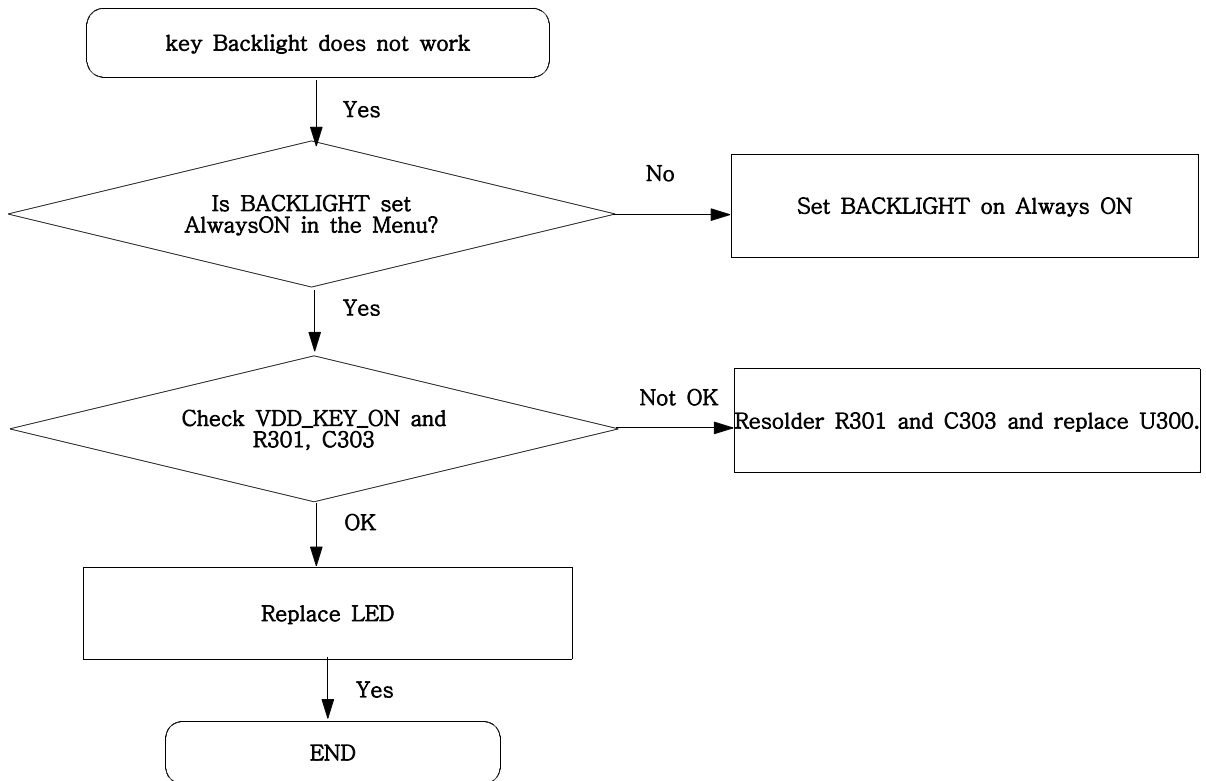 key Backlight does not work
Yes
Is BACKLIGHT set
AlwaysON in the Menu?
No
Set BACKLIGHT on Always ON
Yes
Check VDD_KEY_ON and
R301, C303
Not OK
Resolder R301 and C303 and replace U300.
OK
Replace LED
Yes
END